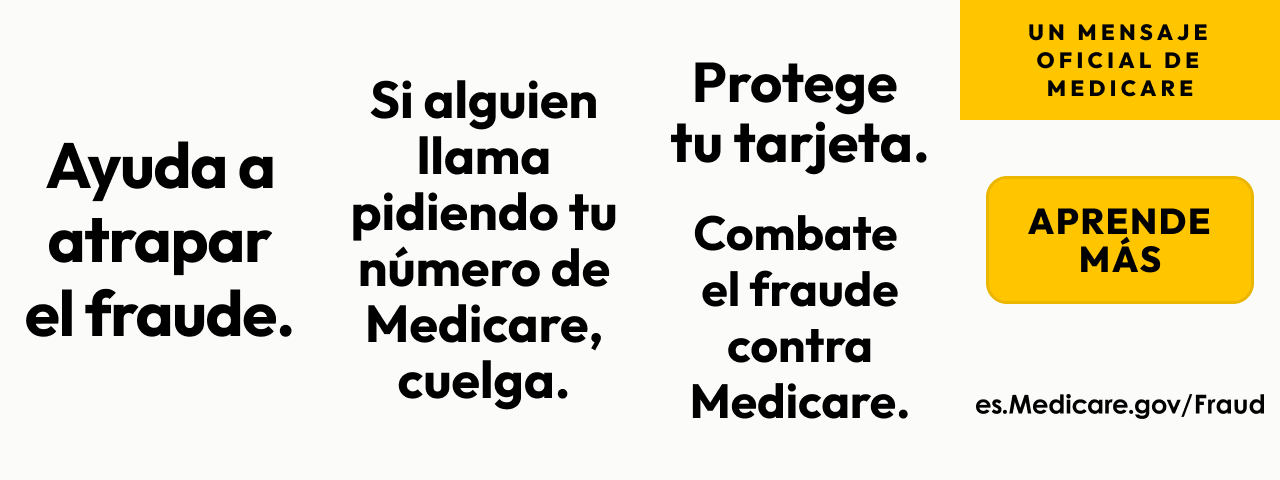 Ayuda a
atrapar
el fraude.
Si alguien
llama
pidiendo tu
número de
Medicare,
cuelga.
Protege
tu tarjeta.
Combate
el fraude
contra
Medicare.
UN MENSAJE
OFICIAL DE
MEDICARE
APRENDE
MÁS
es.Medicare.gov/Fraud